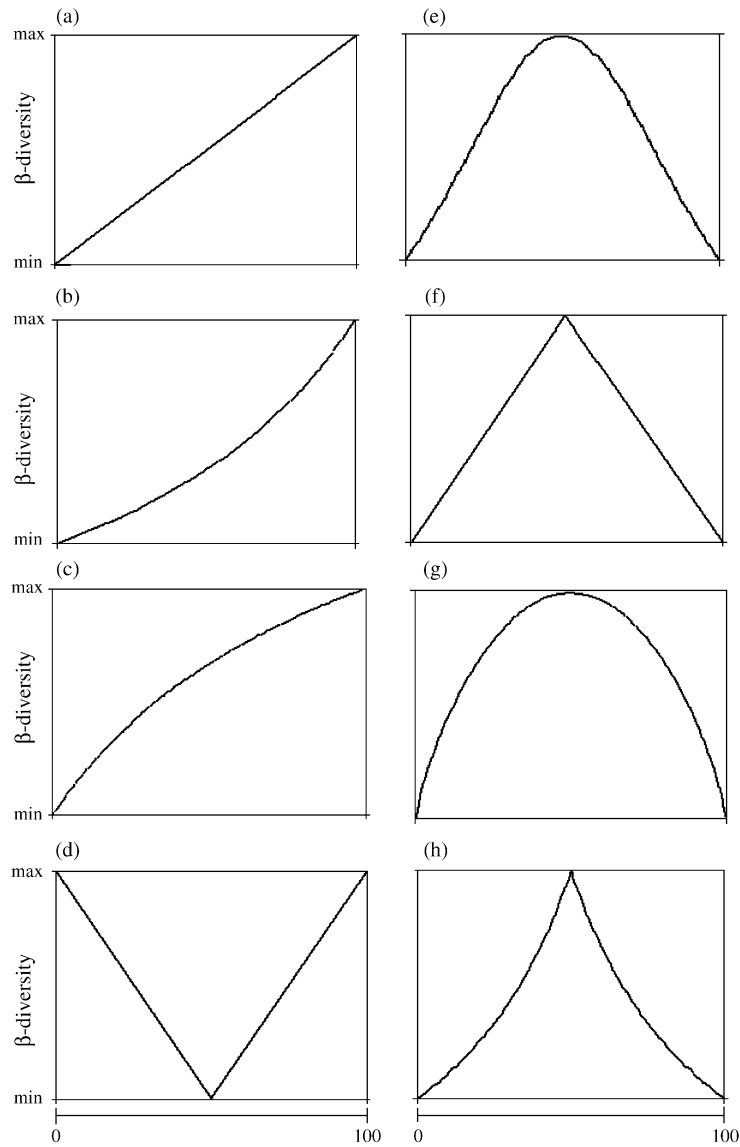 (a)
(e)
max
β-diversity
min
(b)
(f)
max
β-diversity
min
(c)
(g)
max
β-diversity
min
(d)
(h)
max
β-diversity
min
0
100
0
100